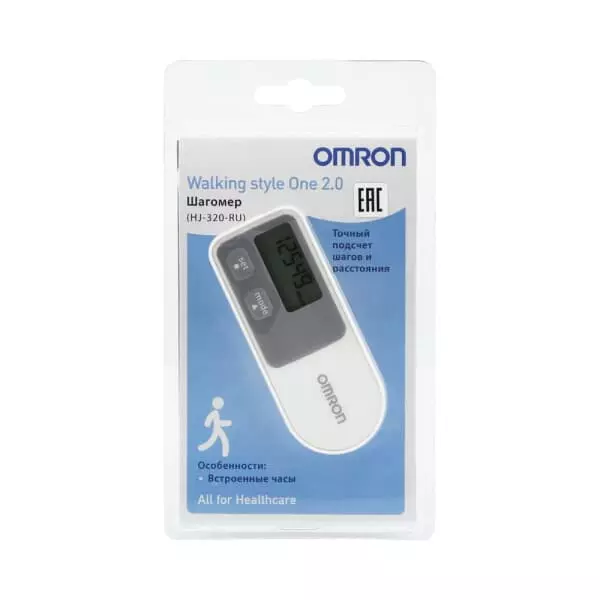 OMRON
Walking style One 2.0
Шагомер
(HJ-320-RU)
EAC
Точный
подсчет
шагов и
расстояния
12549
set
mode
OMRON
Особенности:
• Встроенные часы
All for Healthcare